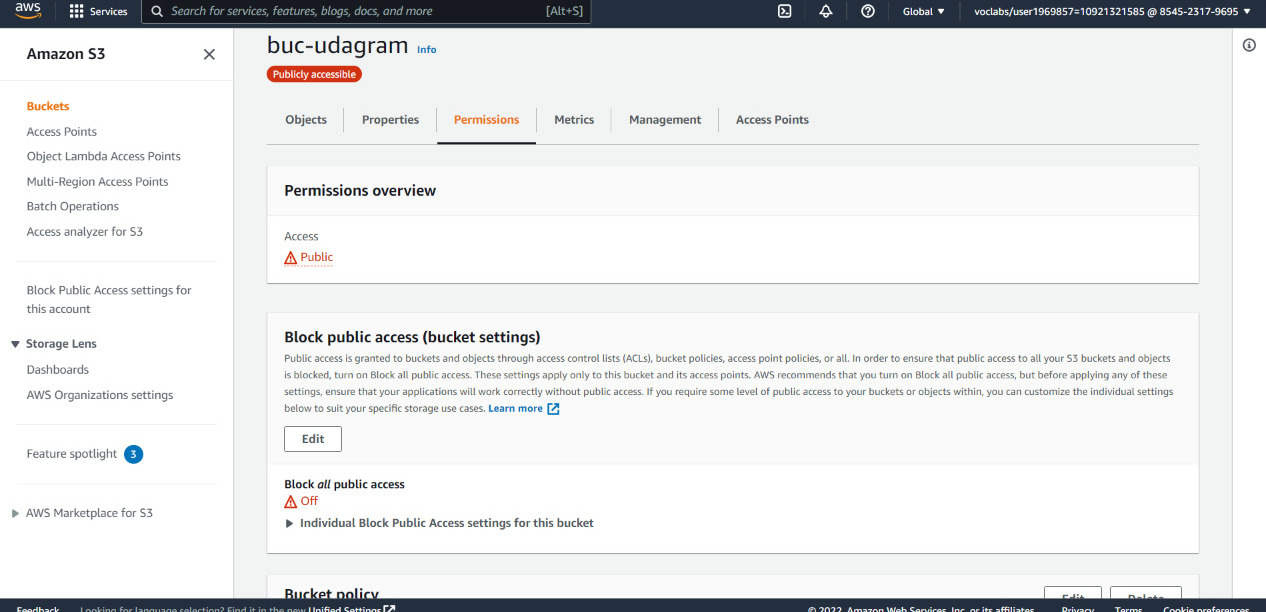 aws
Services
Search for services, features, blogs, docs, and more
[Alt+S]
Global
voclabs/user1969857=10921321585 @ 8545-2317-9695
Amazon S3
Buckets
Access Points
Object Lambda Access Points
Multi-Region Access Points
Batch Operations
Access analyzer for S3
Block Public Access settings for
this account
Storage Lens
Dashboards
AWS Organizations settings
Feature spotlight 3
AWS Marketplace for S3
buc-udagram Info
Publicly accessible
Objects
Properties
Permissions
Metrics
Management
Access Points
Permissions overview
Access
Public
Block public access (bucket settings)
Public access is granted to buckets and objects through access control lists (ACLs), bucket policies, access point policies, or all. In order to ensure that public access to all your S3 buckets and objects
is blocked, turn on Block all public access. These settings apply only to this bucket and its access points. AWS recommends that you turn on Block all public access, but before applying any of these
settings, ensure that your applications will work correctly without public access. If you require some level of public access to your buckets or objects within, you can customize the individual settings
below to suit your specific storage use cases. Learn more
Edit
Block all public access
Off
Individual Block Public Access settings for this bucket
Bucket policy
Edit
Delete
Feedback
Looking for language selection? Find it in the new Unified Settings
© 2022, Amazon Web Services, Inc. or its affiliates.
Privacy
Terms
Cookie preferences